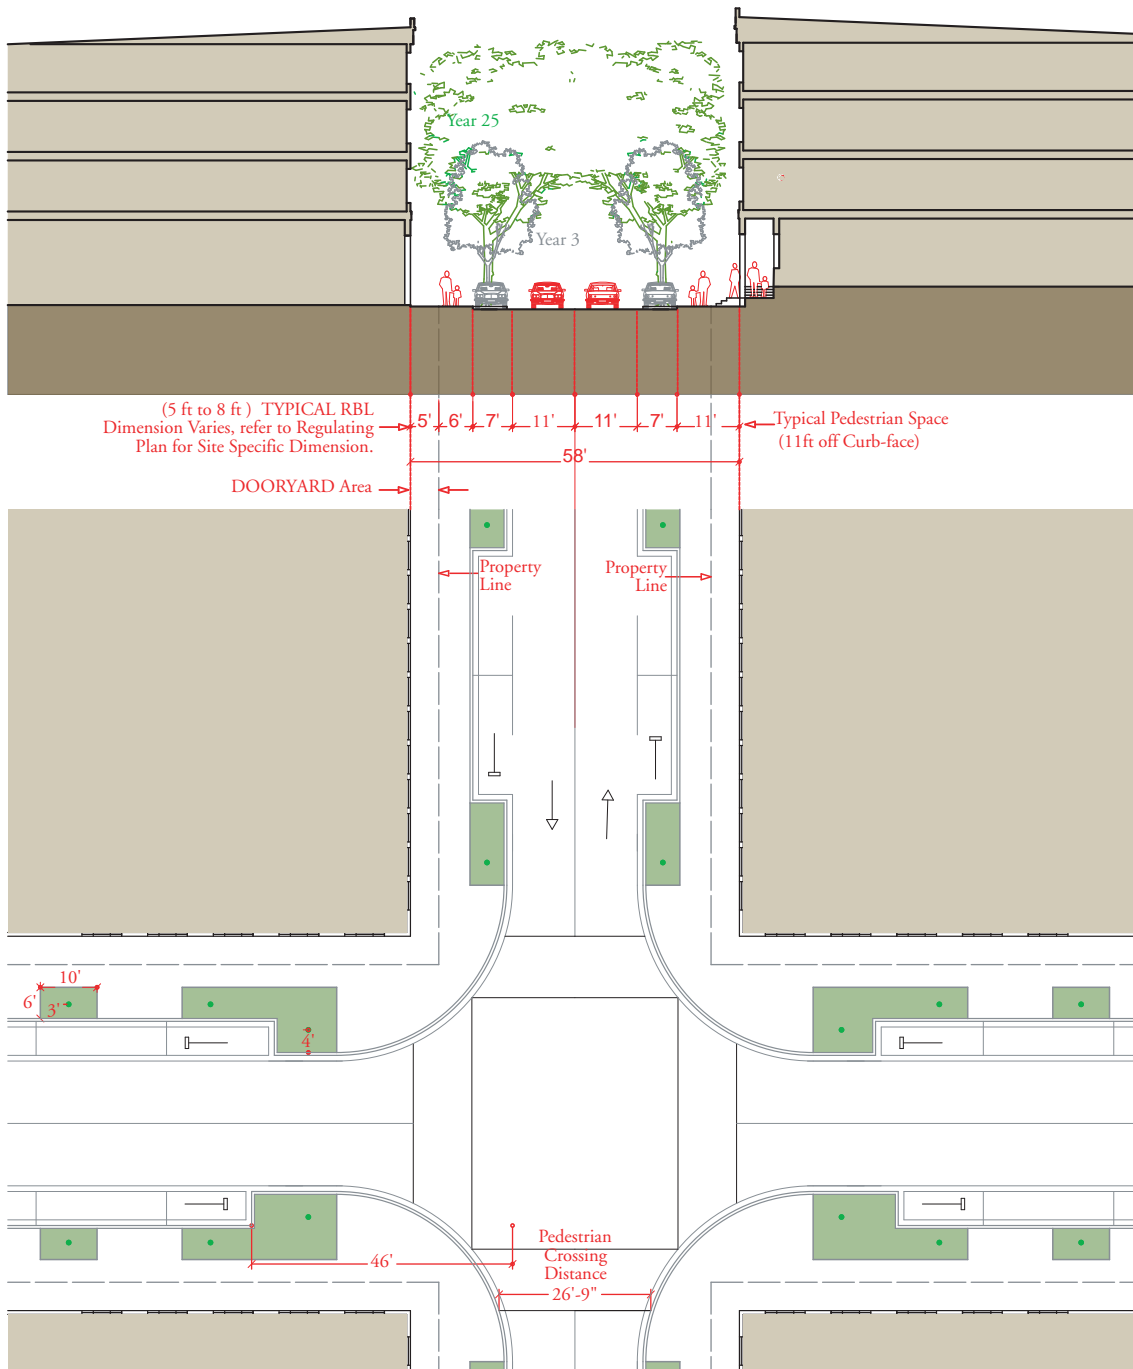 Year 25
Year 3
(5 ft to 8 ft ) TYPICAL RBL
Dimension Varies, refer to Regulating
Plan for Site Specific Dimension.
5' 6' 7' 11' 11' 7' 11'
Typical Pedestrian Space
(11ft off Curb-face)
58'
DOORYARD Area
Property
Line
Property
Line
10'
6'
3'
4'
46'
Pedestrian
Crossing
Distance
26'-9"